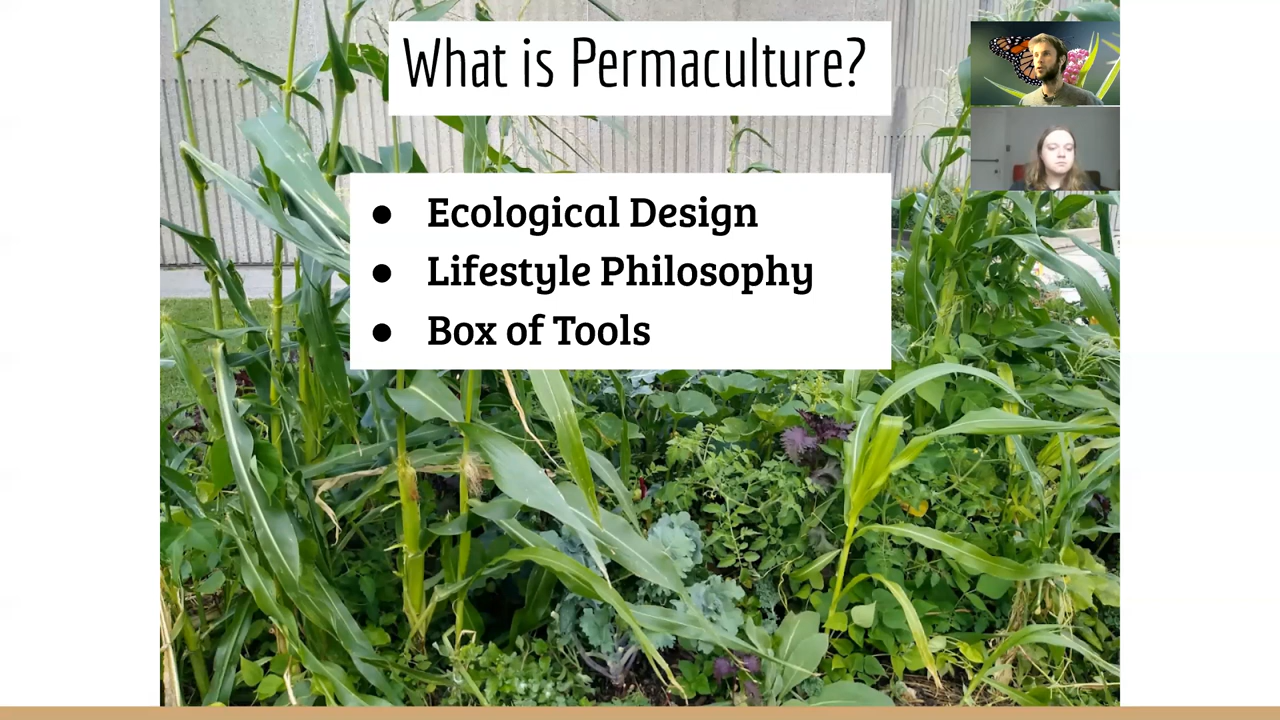 What is Permaculture?
● Ecological Design
● Lifestyle Philosophy
● Box of Tools